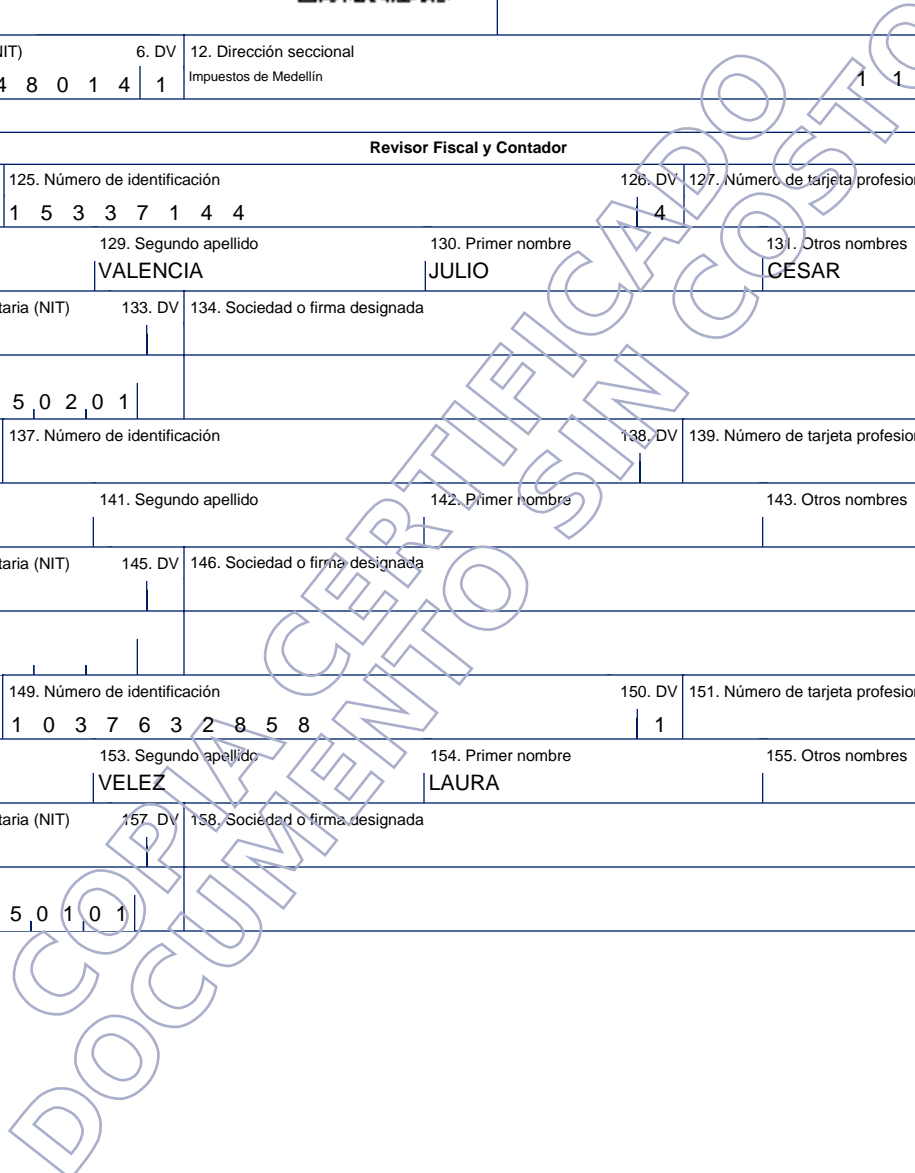 IIT) 6. DV 12. Dirección seccional
4 8 0 1 4 1 Impuestos de Medellín 1 1
Revisor Fiscal y Contador
125. Número de identificación 126. DV 127. Número de tarjeta profesion
1 5 3 3 7 1 4 4 4
129. Segundo apellido 130. Primer nombre 131. Otros nombres
VALENCIA JULIO CESAR
taria (NIT) 133. DV 134. Sociedad o firma designada
5 0 2 0 1
137. Número de identificación 138. DV 139. Número de tarjeta profesion
141. Segundo apellido 142. Primer nombre 143. Otros nombres
taria (NIT) 145. DV 146. Sociedad o firma designada
149. Número de identificación 150. DV 151. Número de tarjeta profesion
1 0 3 7 6 3 2 8 5 8 1
153. Segundo apellido 154. Primer nombre 155. Otros nombres
VELEZ LAURA
taria (NIT) 157. DV 158. Sociedad o firma designada
5 0 1 0 1
COPIA CERTIFICADO
DOCUMENTO SIN COSTO